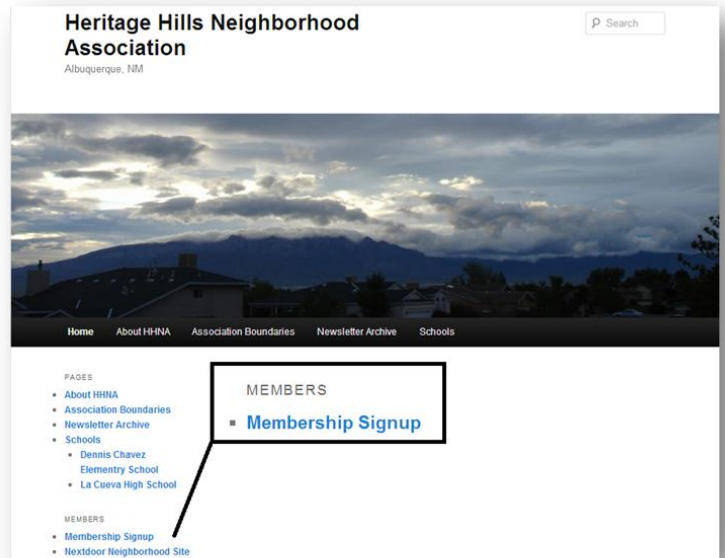 Heritage Hills Neighborhood
Association
Albuquerque, NM
Search
Home About HHNA Association Boundaries Newsletter Archive Schools
PAGES
About HHNA
Association Boundaries
Newsletter Archive
Schools
Dennis Chavez
Elementry School
La Cueva High School
MEMBERS
Membership Signup
MEMBERS
Membership Signup
Nextdoor Neighborhood Site